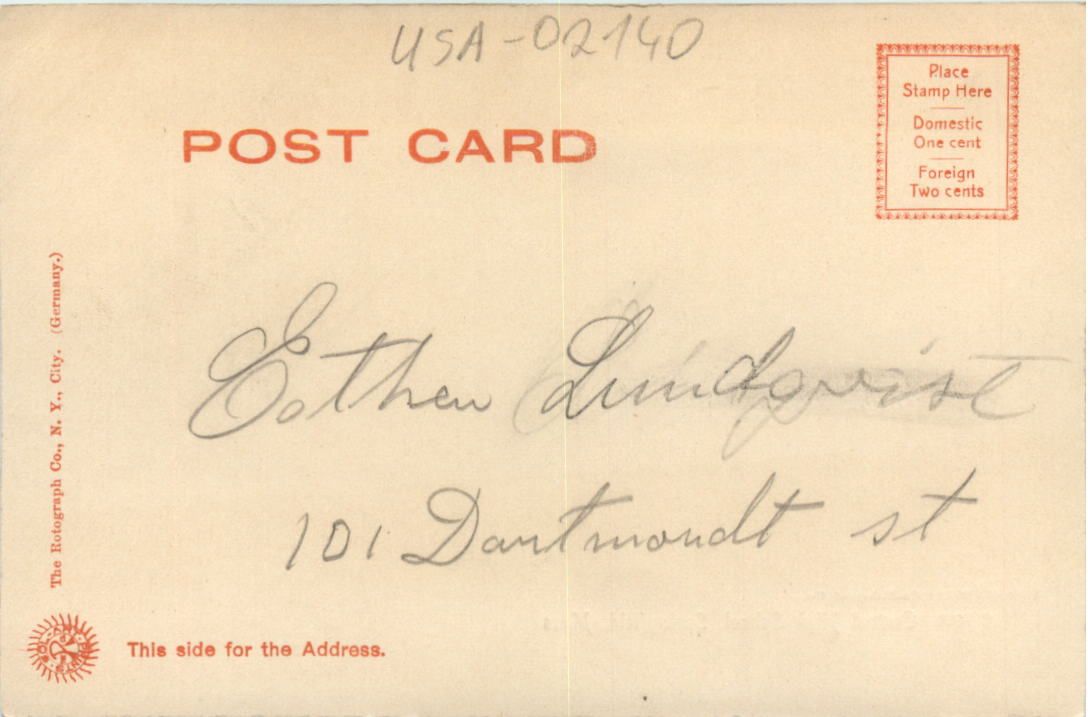 USA-02140
POST CARD
Place
Stamp Here
Domestic
One cent
Foreign
Two cents
The Rotograph Co., N. Y., City. (Germany.)
Esther Lundqvist
101 Dartmondt st
This side for the Address.